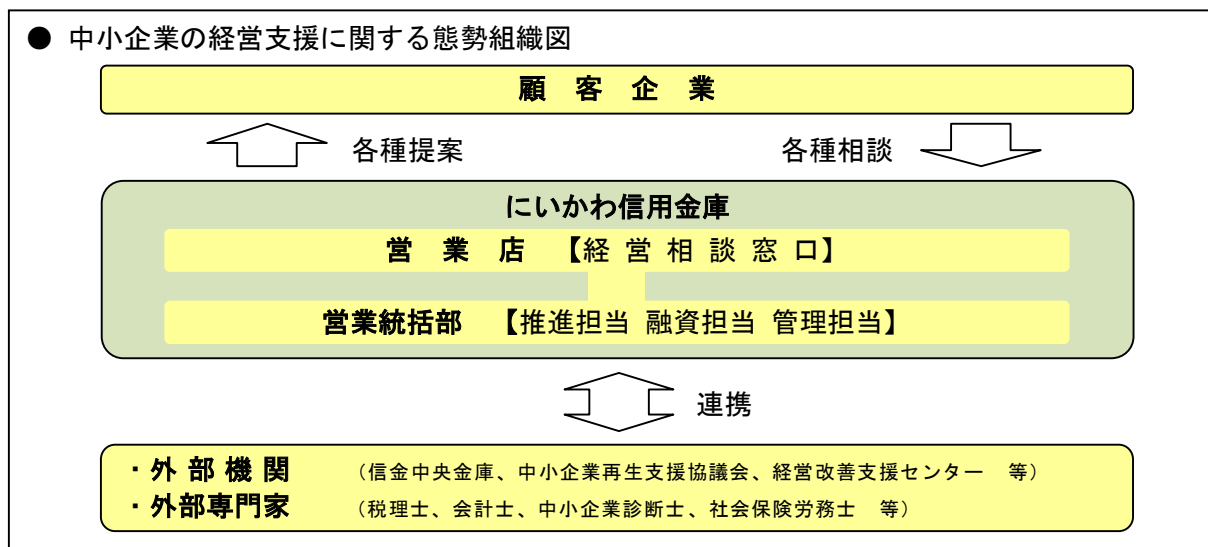 ● 中小企業の経営支援に関する態勢組織図
顧 客 企 業
各種提案
各種相談
にいかわ信用金庫
営 業 店 【経 営 相 談 窓 口】
営業統括部 【推進担当 融資担当 管理担当】
連携
・外 部 機 関 （信金中央金庫、中小企業再生支援協議会、経営改善支援センター 等）
・外部専門家 （税理士、会計士、中小企業診断士、社会保険労務士 等）